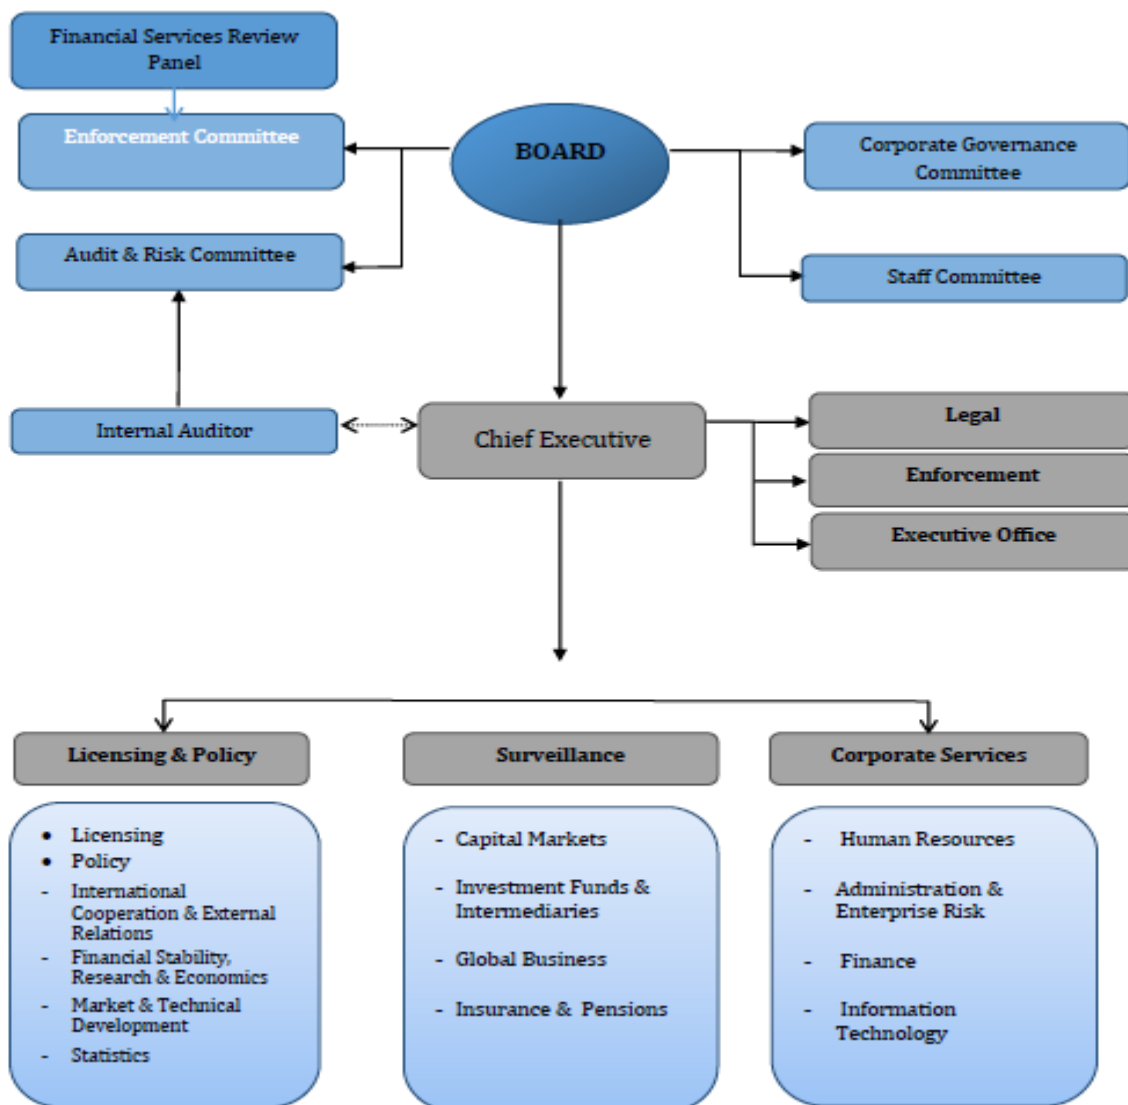 Financial Services Review
Panel
Enforcement Committee
BOARD
Corporate Governance
Committee
Audit & Risk Committee
Staff Committee
Internal Auditor
Chief Executive
Legal
Enforcement
Executive Office
Licensing & Policy
Surveillance
Corporate Services
• Licensing
• Policy
- International
Cooperation & External
Relations
- Financial Stability,
Research & Economics
- Market & Technical
Development
- Statistics
- Capital Markets
- Investment Funds &
Intermediaries
- Global Business
- Insurance & Pensions
- Human Resources
- Administration &
Enterprise Risk
- Finance
- Information
Technology